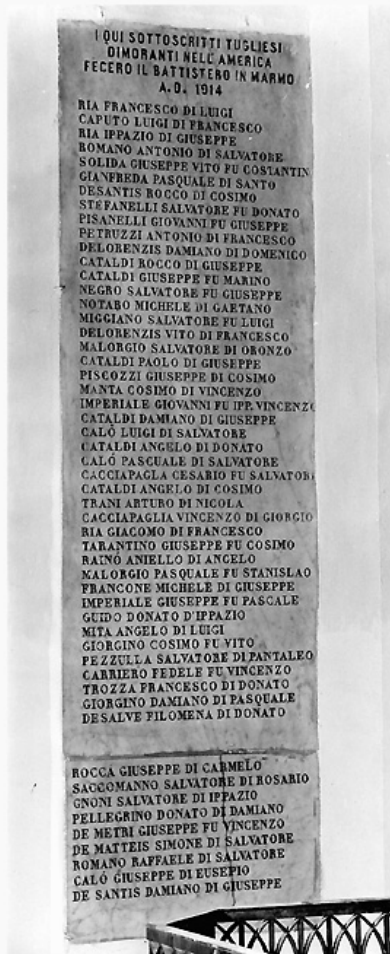 I QUI SOTTOSCRITTI TUGLIESI
DIMORANTI NELL'AMERICA
FECERO IL BATTISTERO IN MARMO
A.D. 1914
RIA FRANCESCO DI LUIGI
CAPUTO LUIGI DI FRANCESCO
RIA IPPAZIO DI GIUSEPPE
ROMANO ANTONIO DI SALVATORE
SOLIDA GIUSEPPE VITO FU COSTANTIN
GIANFREDA PASQUALE DI SANTO
DESANTIS ROCCO DI COSIMO
STEFANELLI SALVATORE FU DONATO
PISANELLI GIOVANNI FU GIUSEPPE
PETRUZZI ANTONIO DI FRANCESCO
DELORENZIS DAMIANO DI DOMENICO
CATALDI ROCCO DI GIUSEPPE
CATALDI GIUSEPPE FU MARINO
NEGRO SALVATORE FU GIUSEPPE
NOTARO MICHELE DI GAETANO
MIGGIANO SALVATORE FU LUIGI
DELORENZIS VITO DI FRANCESCO
MALORGIO SALVATORE DI ORONZO
CATALDI PAOLO DI GIUSEPPE
PISCOZZI GIUSEPPE DI COSIMO
MANTA COSIMO DI VINCENZO
IMPERIALE GIOVANNI FU IPP. VINCENZO
CATALDI DAMIANO DI GIUSEPPE
CALÓ LUIGI DI SALVATORE
CATALDI ANGELO DI DONATO
CALÓ PASCUALE DI SALVATORE
CACCIAPAGLA CESARIO FU SALVATOR
CATALDI ANGELO DI COSIMO
TRANI ARTURO DI NICOLA
CACCIAPAGLIA VINCENZO DI GIORGIO
RIA GIACOMO DI FRANCESCO
TARANTINO GIUSEPPE FU COSIMO
RAINÓ ANIELLO DI ANGELO
MALORGIO PASQUALE FU STANISLAO
FRANCONE MICHELE DI GIUSEPPE
IMPERIALE GIUSEPPE FU PASCALE
GUIDO DONATO D'IPPAZIO
MITA ANGELO DI LUIGI
GIORGINO COSIMO FU VITO
PEZZULLA SALVATORE DI PANTALEO
CARRIERO FEDELE FU VINCENZO
TROZZA FRANCESCO DI DONATO
GIORGINO DAMIANO DI PASQUALE
DESALVE FILOMENA DI DONATO
ROCCA GIUSEPPE DI CARMELO
SACCOMANNO SALVATORE DI ROSARIO
GNONI SALVATORE DI IPPAZIO
PELLEGRINO DONATO DI DAMIANO
DE METRI GIUSEPPE FU VINCENZO
DE MATTEIS SIMONE DI SALVATORE
ROMANO RAFFAELE DI SALVATORE
CALÓ GIUSEPPE DI EUSEPIO
DE SANTIS DAMIANO DI GIUSEPPE